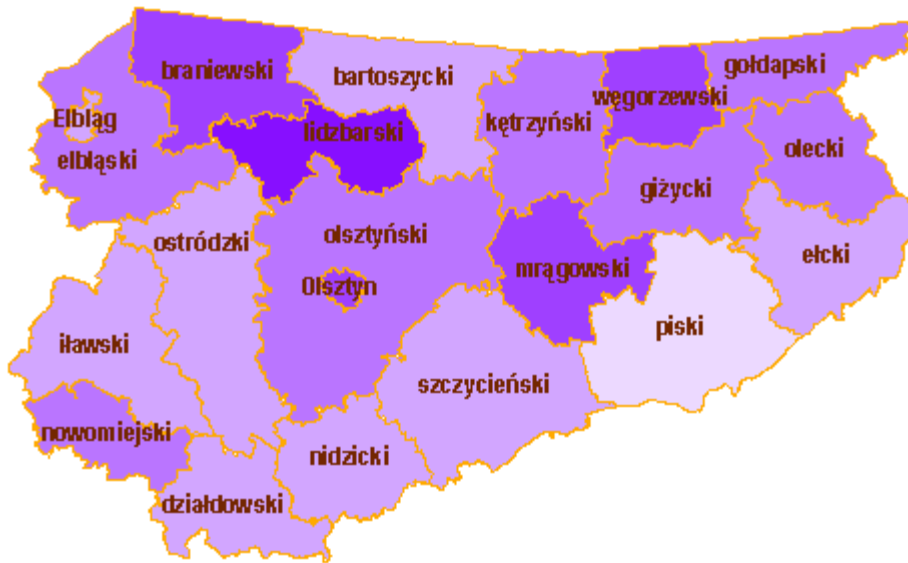 braniewski
bartoszycki
gołdapski
węgorzewski
Elbląg
lidzbarski
kętrzyński
elbląski
olecki
giżycki
ostródzki
olsztyński
ełcki
mrągowski
Olsztyn
piski
iławski
szczycieński
nowomiejski
nidzicki
działdowski